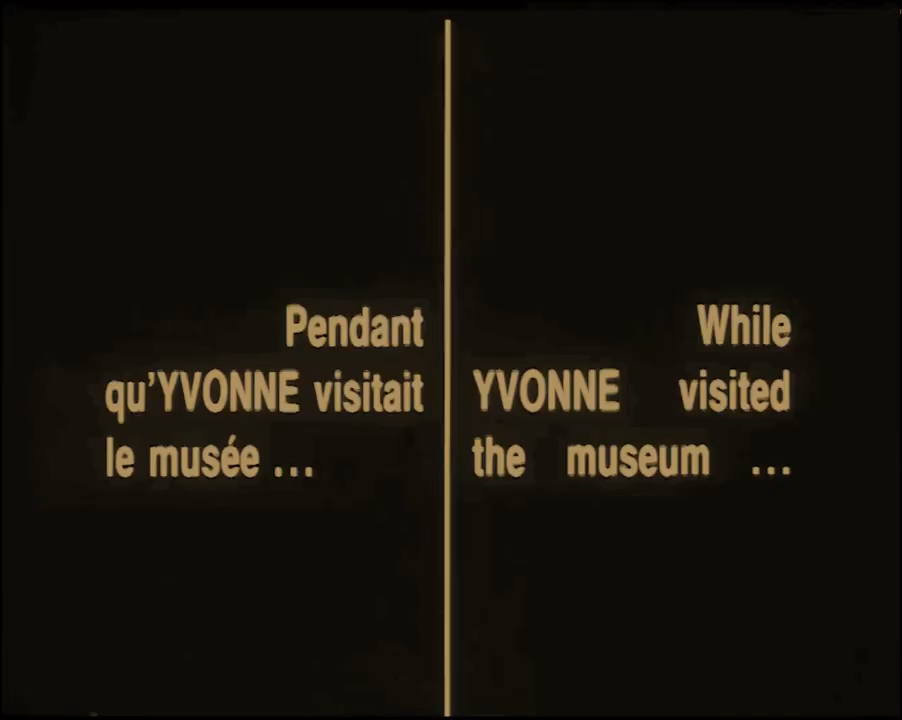 Pendant
qu'YVONNE visitait
le musée ...
While
YVONNE visited
the museum ...